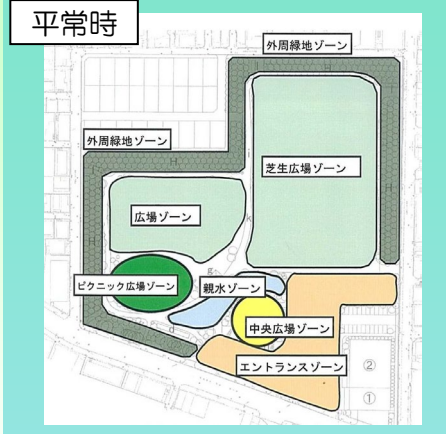 平常時
外周緑地ゾーン
H
外周緑地ゾーン
H
芝生広場ゾーン
H
広場ゾーン
k
H
g
ピクニック広場ゾーン
親水ゾーン
d
中央広場ゾーン
エントランスゾーン
②
①